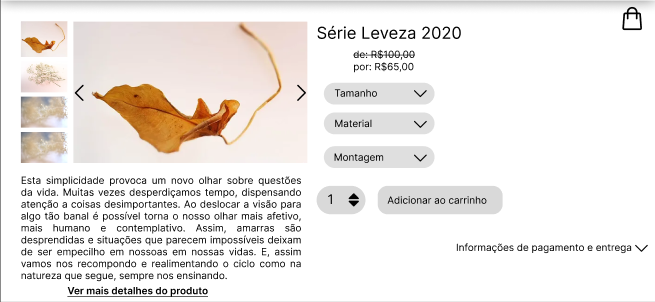 Série Leveza 2020
de: R$100,00
por: R$65,00
Tamanho
Material
Montagem
1
Adicionar ao carrinho
Informações de pagamento e entrega
Esta simplicidade provoca um novo olhar sobre questões
da vida. Muitas vezes desperdiçamos tempo, dispensando
atenção a coisas desimportantes. Ao deslocar a visão para
algo tão banal é possível torna o nosso olhar mais afetivo,
mais humano e contemplativo. Assim, amarras são
desprendidas e situações que parecem impossíveis deixam
de ser empecilho em nossoas em nossas vidas. E, assim
vamos nos recompondo e realimentando o ciclo como na
natureza que segue, sempre nos ensinando.
Ver mais detalhes do produto